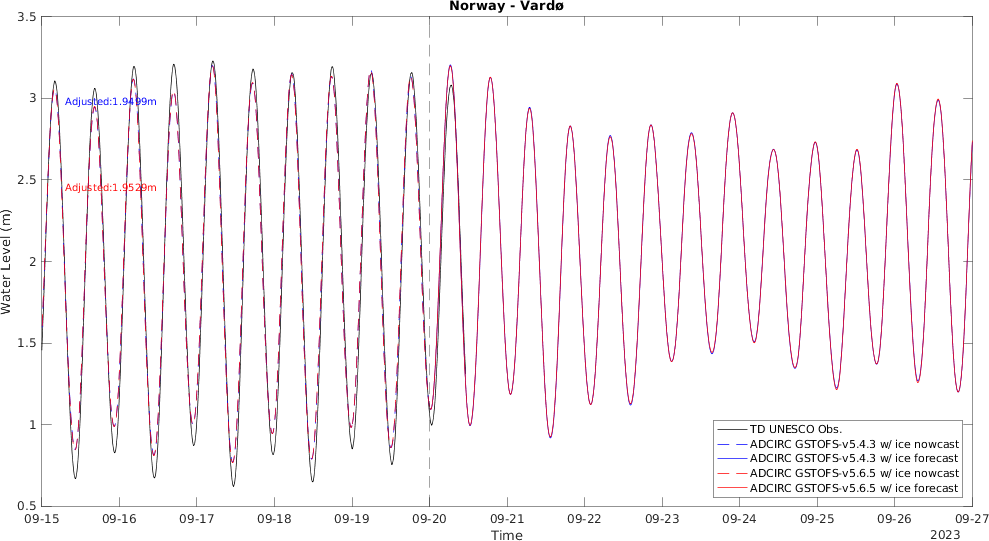 Norway - Vardø
3.5
3
2.5
2
1.5
1
0.5
Water Level (m)
Adjusted:1.9499m
Adjusted:1.9529m
TD UNESCO Obs.
ADCIRC GSTOFS-v5.4.3 w/ ice nowcast
ADCIRC GSTOFS-v5.4.3 w/ ice forecast
ADCIRC GSTOFS-v5.6.5 w/ ice nowcast
ADCIRC GSTOFS-v5.6.5 w/ ice forecast
09-15 09-16 09-17 09-18 09-19 09-20 09-21 09-22 09-23 09-24 09-25 09-26 09-27
Time
2023